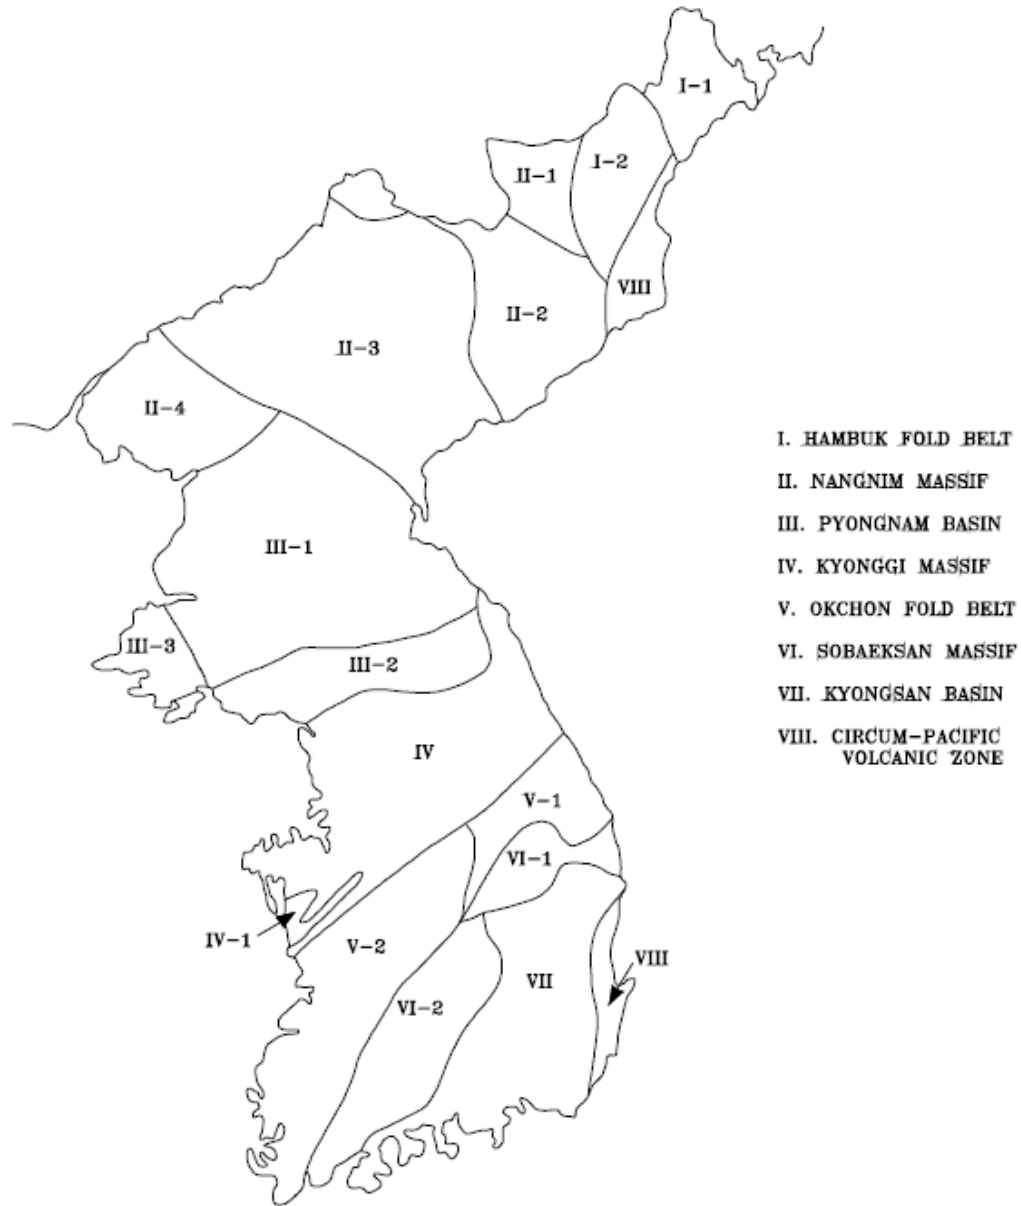 I-1
I-2
II-1
VIII
II-2
II-3
II-4
III-1
III-3
III-2
IV
V-1
VI-1
IV-1
V-2
VI-2
VII
VIII
I. HAMBUK FOLD BELT
II. NANGNIM MASSIF
III. PYONGNAM BASIN
IV. KYONGGI MASSIF
V. OKCHON FOLD BELT
VI. SOBAEKSAN MASSIF
VII. KYONGSAN BASIN
VIII. CIRCUM-PACIFIC
VOLCANIC ZONE